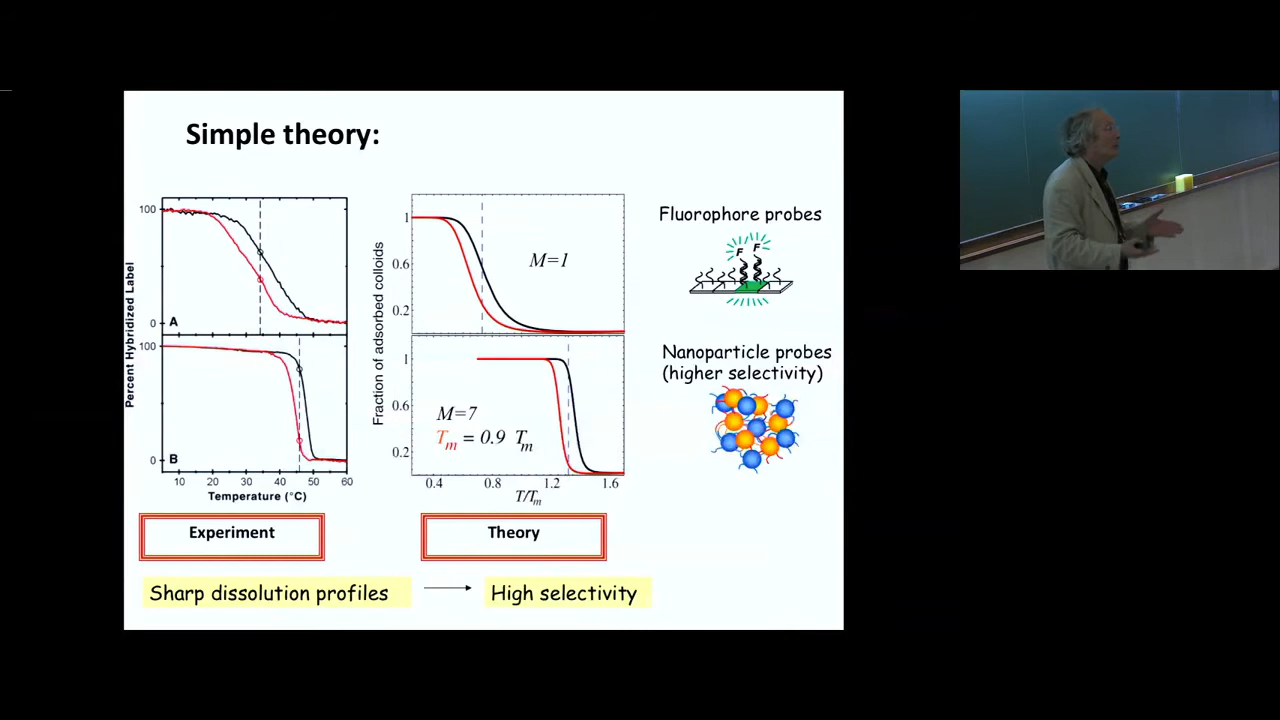 Simple theory:
Percent Hybridized Label
100
0
A
100
0
B
10 20 30 40 50 60
Temperature (°C)
Fraction of adsorbed colloids
1
0.6
0.2
M=1
1
0.6
0.2
M=7
Tm = 0.9 Tm
0.4 0.8 1.2 1.6
T/Tm
Fluorophore probes
F F
Nanoparticle probes
(higher selectivity)
Experiment
Theory
Sharp dissolution profiles
High selectivity